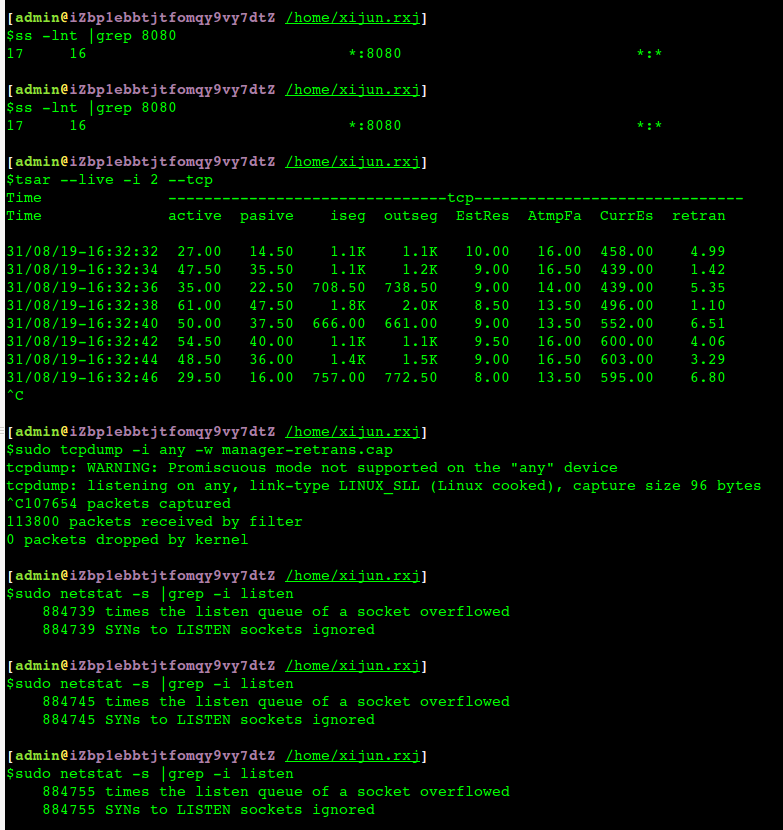 [admin@iZbp1ebbtjtfomqy9vy7dtZ /home/xijun.rxj]
$ss -lnt |grep 8080
17     16                             *:8080                          *:*
[admin@iZbp1ebbtjtfomqy9vy7dtZ /home/xijun.rxj]
$ss -lnt |grep 8080
17     16                             *:8080                          *:*
[admin@iZbp1ebbtjtfomqy9vy7dtZ /home/xijun.rxj]
$tsar --live -i 2 --tcp
Time              -------------------------------tcp------------------------------
Time              active  pasive    iseg  outseg  EstRes  AtmpFa  CurrEs  retran
31/08/19-16:32:32  27.00   14.50    1.1K    1.1K   10.00   16.00  458.00    4.99
31/08/19-16:32:34  47.50   35.50    1.1K    1.2K    9.00   16.50  439.00    1.42
31/08/19-16:32:36  35.00   22.50  708.50  738.50    9.00   14.00  439.00    5.35
31/08/19-16:32:38  61.00   47.50    1.8K    2.0K    8.50   13.50  496.00    1.10
31/08/19-16:32:40  50.00   37.50  666.00  661.00    9.00   13.50  552.00    6.51
31/08/19-16:32:42  54.50   40.00    1.1K    1.1K    9.50   16.00  600.00    4.06
31/08/19-16:32:44  48.50   36.00    1.4K    1.5K    9.00   16.50  603.00    3.29
31/08/19-16:32:46  29.50   16.00  757.00  772.50    8.00   13.50  595.00    6.80
^C
[admin@iZbp1ebbtjtfomqy9vy7dtZ /home/xijun.rxj]
$sudo tcpdump -i any -w manager-retrans.cap
tcpdump: WARNING: Promiscuous mode not supported on the "any" device
tcpdump: listening on any, link-type LINUX_SLL (Linux cooked), capture size 96 bytes
^C107654 packets captured
113800 packets received by filter
0 packets dropped by kernel
[admin@iZbp1ebbtjtfomqy9vy7dtZ /home/xijun.rxj]
$sudo netstat -s |grep -i listen
    884739 times the listen queue of a socket overflowed
    884739 SYNs to LISTEN sockets ignored
[admin@iZbp1ebbtjtfomqy9vy7dtZ /home/xijun.rxj]
$sudo netstat -s |grep -i listen
    884745 times the listen queue of a socket overflowed
    884745 SYNs to LISTEN sockets ignored
[admin@iZbp1ebbtjtfomqy9vy7dtZ /home/xijun.rxj]
$sudo netstat -s |grep -i listen
    884755 times the listen queue of a socket overflowed
    884755 SYNs to LISTEN sockets ignored